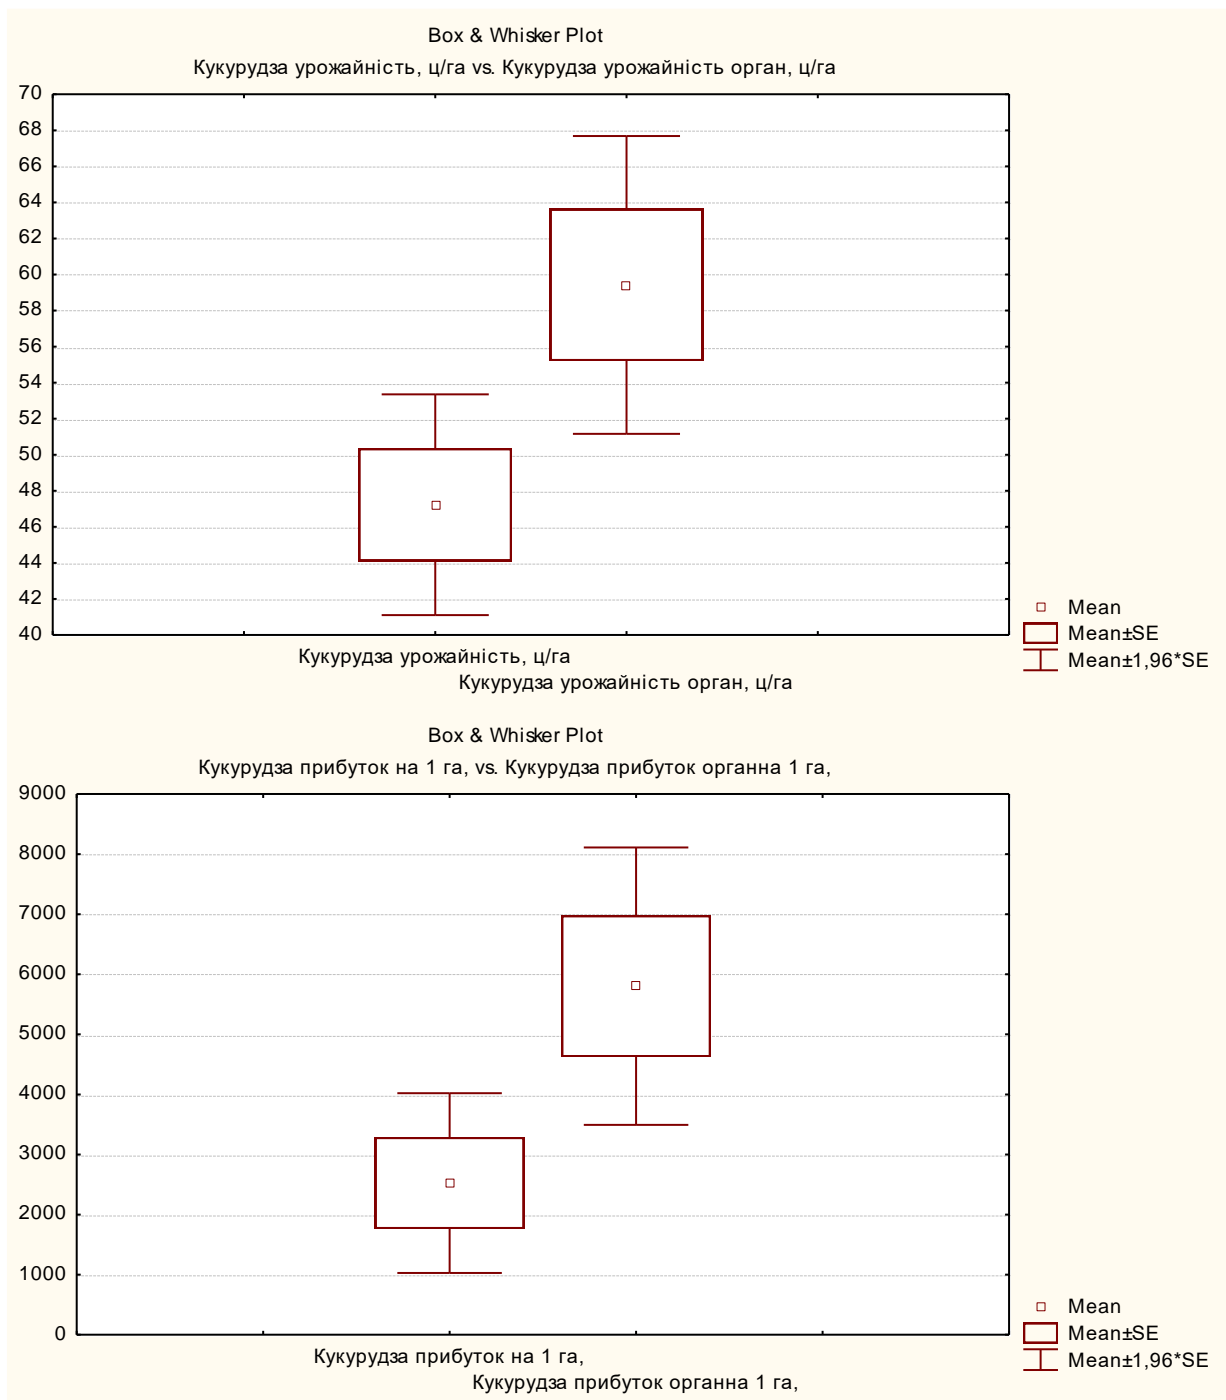 Box & Whisker Plot
Кукурудза урожайність, ц/га vs. Кукурудза урожайність орган, ц/га
70
68
66
64
62
60
58
56
54
52
50
48
46
44
42
40
Кукурудза урожайність, ц/га
Кукурудза урожайність орган, ц/га
Mean
Mean±SE
Mean±1,96*SE
Box & Whisker Plot
Кукурудза прибуток на 1 га, vs. Кукурудза прибуток органна 1 га,
9000
8000
7000
6000
5000
4000
3000
2000
1000
0
Кукурудза прибуток на 1 га,
Кукурудза прибуток органна 1 га,
Mean
Mean±SE
Mean±1,96*SE